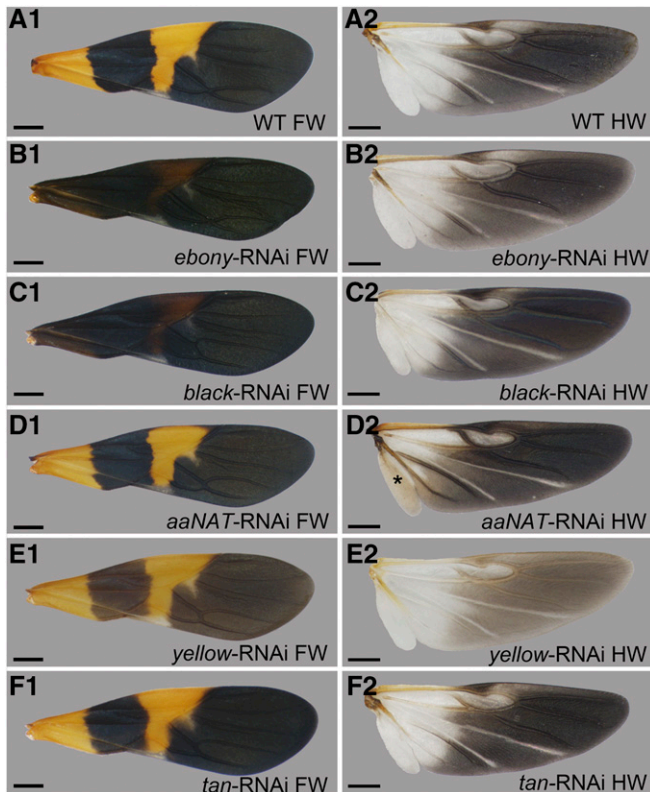 A1
WT FW
A2
WT HW
B1
ebony-RNAi FW
B2
ebony-RNAi HW
C1
black-RNAi FW
C2
black-RNAi HW
D1
aaNAT-RNAi FW
D2
*
aaNAT-RNAi HW
E1
yellow-RNAi FW
E2
yellow-RNAi HW
F1
tan-RNAi FW
F2
tan-RNAi HW